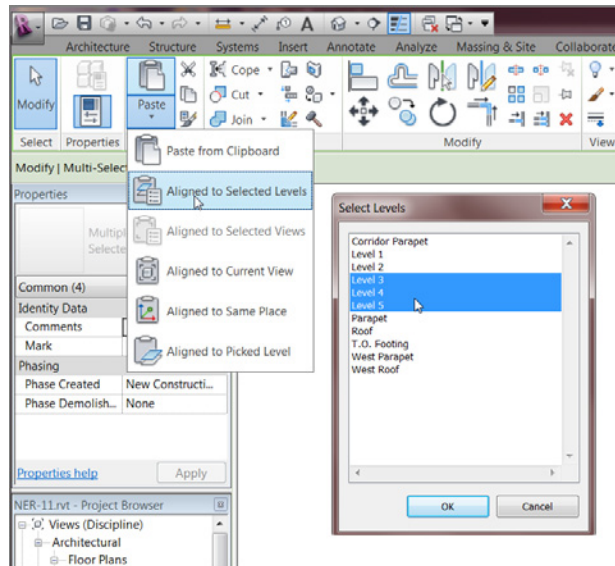 Architecture Structure Systems Insert Annotate Analyze Massing & Site Collaborate
Cope
Modify
Paste
Cut
Join
Select Properties
Modify
View
Modify | Multi-Selec
Paste from Clipboard
Aligned to Selected Levels
Aligned to Selected Views
Aligned to Current View
Aligned to Same Place
Aligned to Picked Level
Properties
Multipl
Selecte
Common (4)
Identity Data
Comments
Mark
Phasing
Phase Created New Constructi...
Phase Demolish... None
Properties help
Apply
NER-11.rvt - Project Browser
Views (Discipline)
Architectural
Floor Plans
Select Levels
Corridor Parapet
Level 1
Level 2
Level 3
Level 4
Level 5
Parapet
Roof
T.O. Footing
West Parapet
West Roof
OK
Cancel